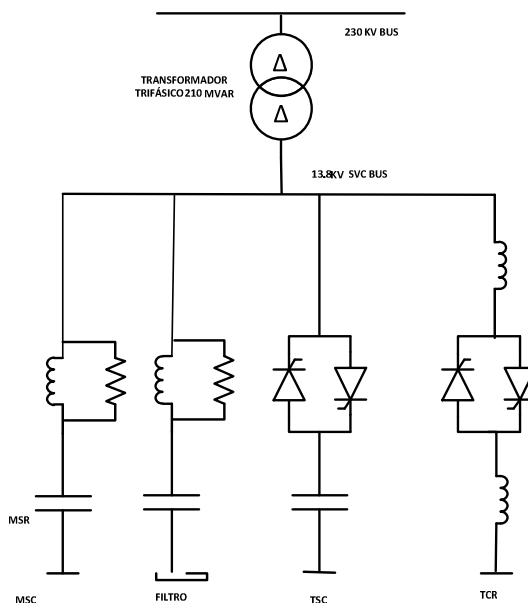 230 KV BUS
Δ
TRANSFORMADOR
TRIFÁSICO 210 MVAR
Δ
13.8KV SVC BUS
MSR
MSC
FILTRO
TSC
TCR